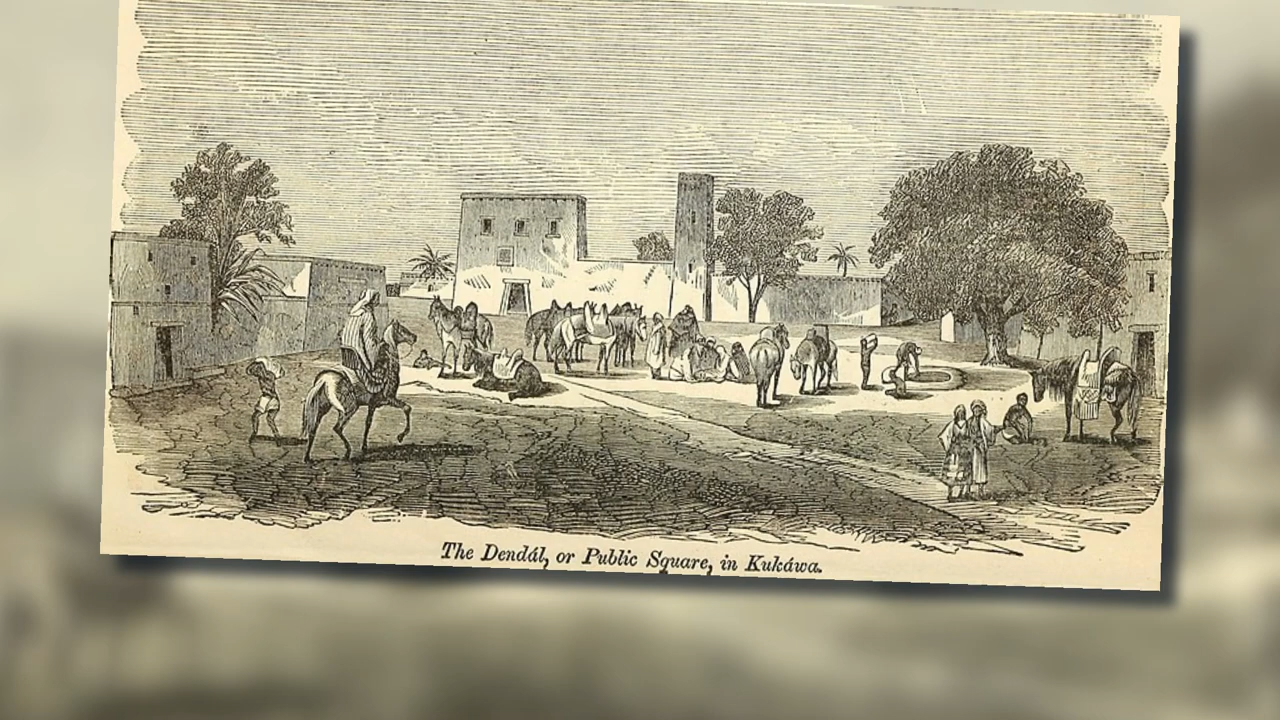 The Dendál, or Public Square, in Kukáwa.